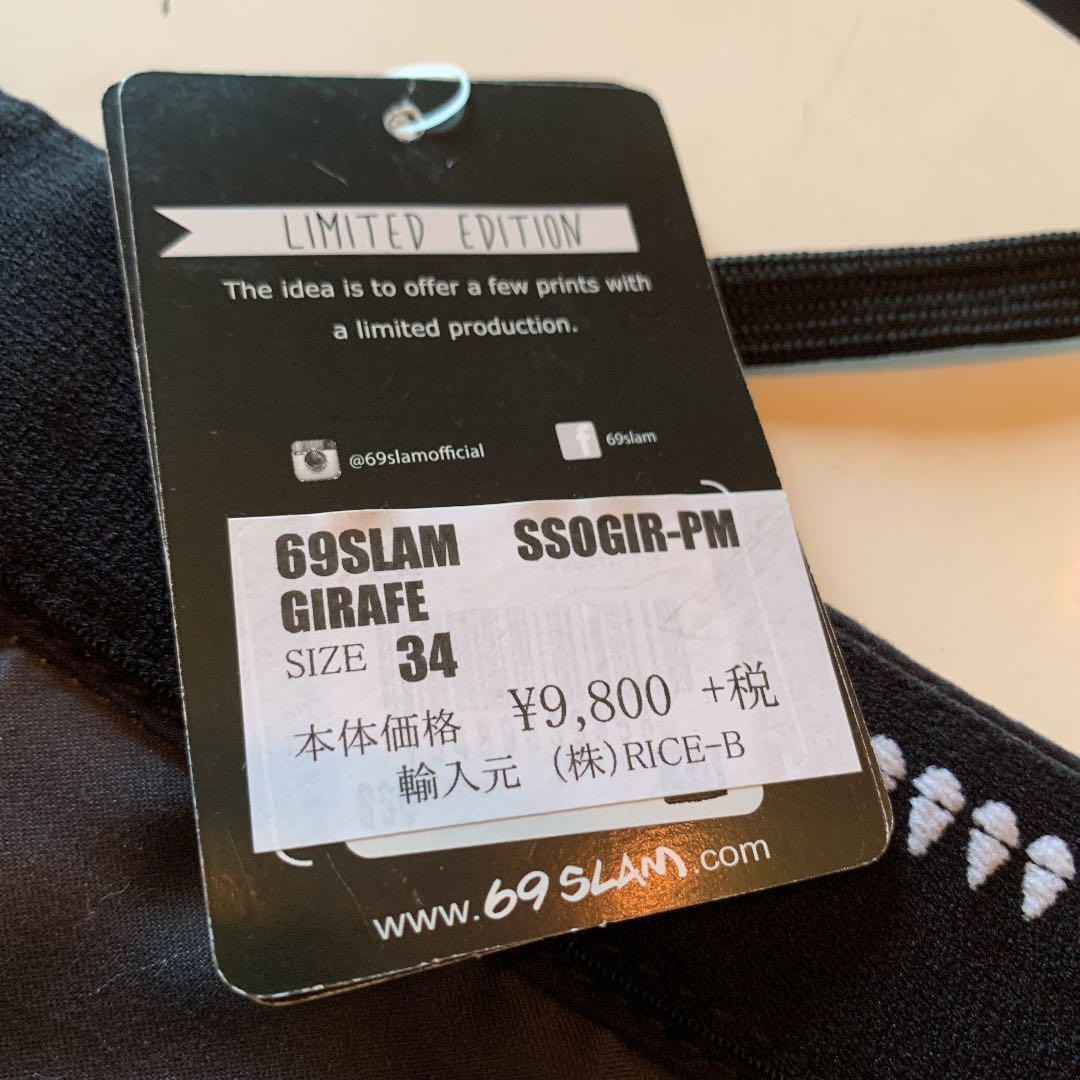 LIMITED EDITION
The idea is to offer a few prints with
a limited production.
@69slamofficial
69slam
69SLAM SSOGIR-PM
GIRAFE
SIZE 34
本体価格 ¥9,800 +税
輸入元 (株)RICE-B
www.69SLAM.com